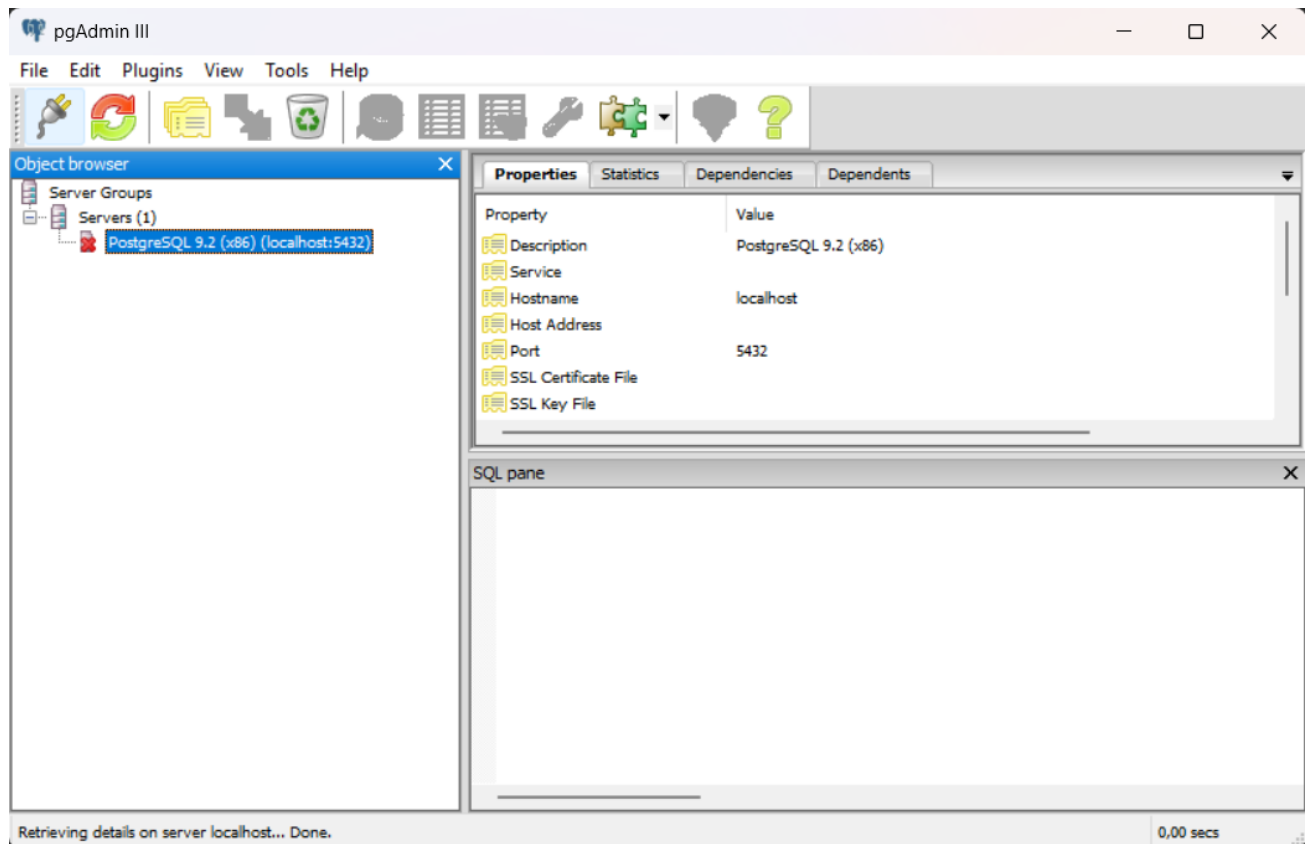 pgAdmin III
File Edit Plugins View Tools Help
Object browser
Server Groups
Servers (1)
PostgreSQL 9.2 (x86) (localhost:5432)
Properties Statistics Dependencies Dependents
Property Value
Description PostgreSQL 9.2 (x86)
Service
Hostname localhost
Host Address
Port 5432
SSL Certificate File
SSL Key File
SQL pane
Retrieving details on server localhost... Done. 0,00 secs